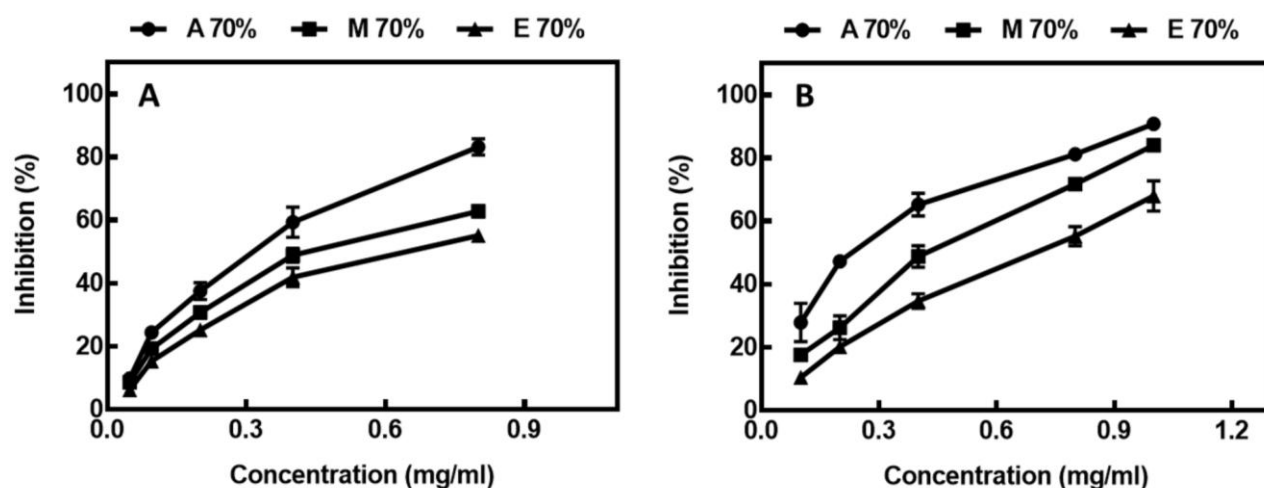 A 70% M 70% E 70%
A
100
80
60
40
20
0
0.0 0.3 0.6 0.9
Inhibition (%)
Concentration (mg/ml)
A 70% M 70% E 70%
B
100
80
60
40
20
0
0.0 0.3 0.6 0.9 1.2
Inhibition (%)
Concentration (mg/ml)